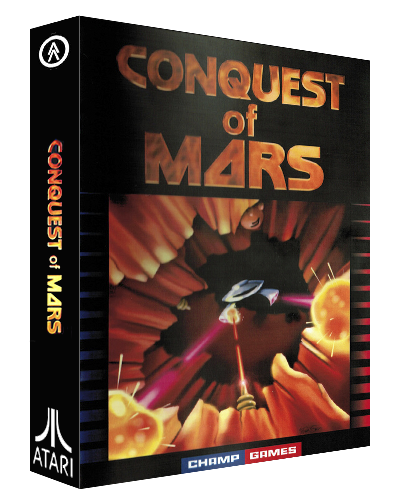 CONQUEST
of
MARS
CONQUEST of MARS
ATARI
CHAMP GAMES